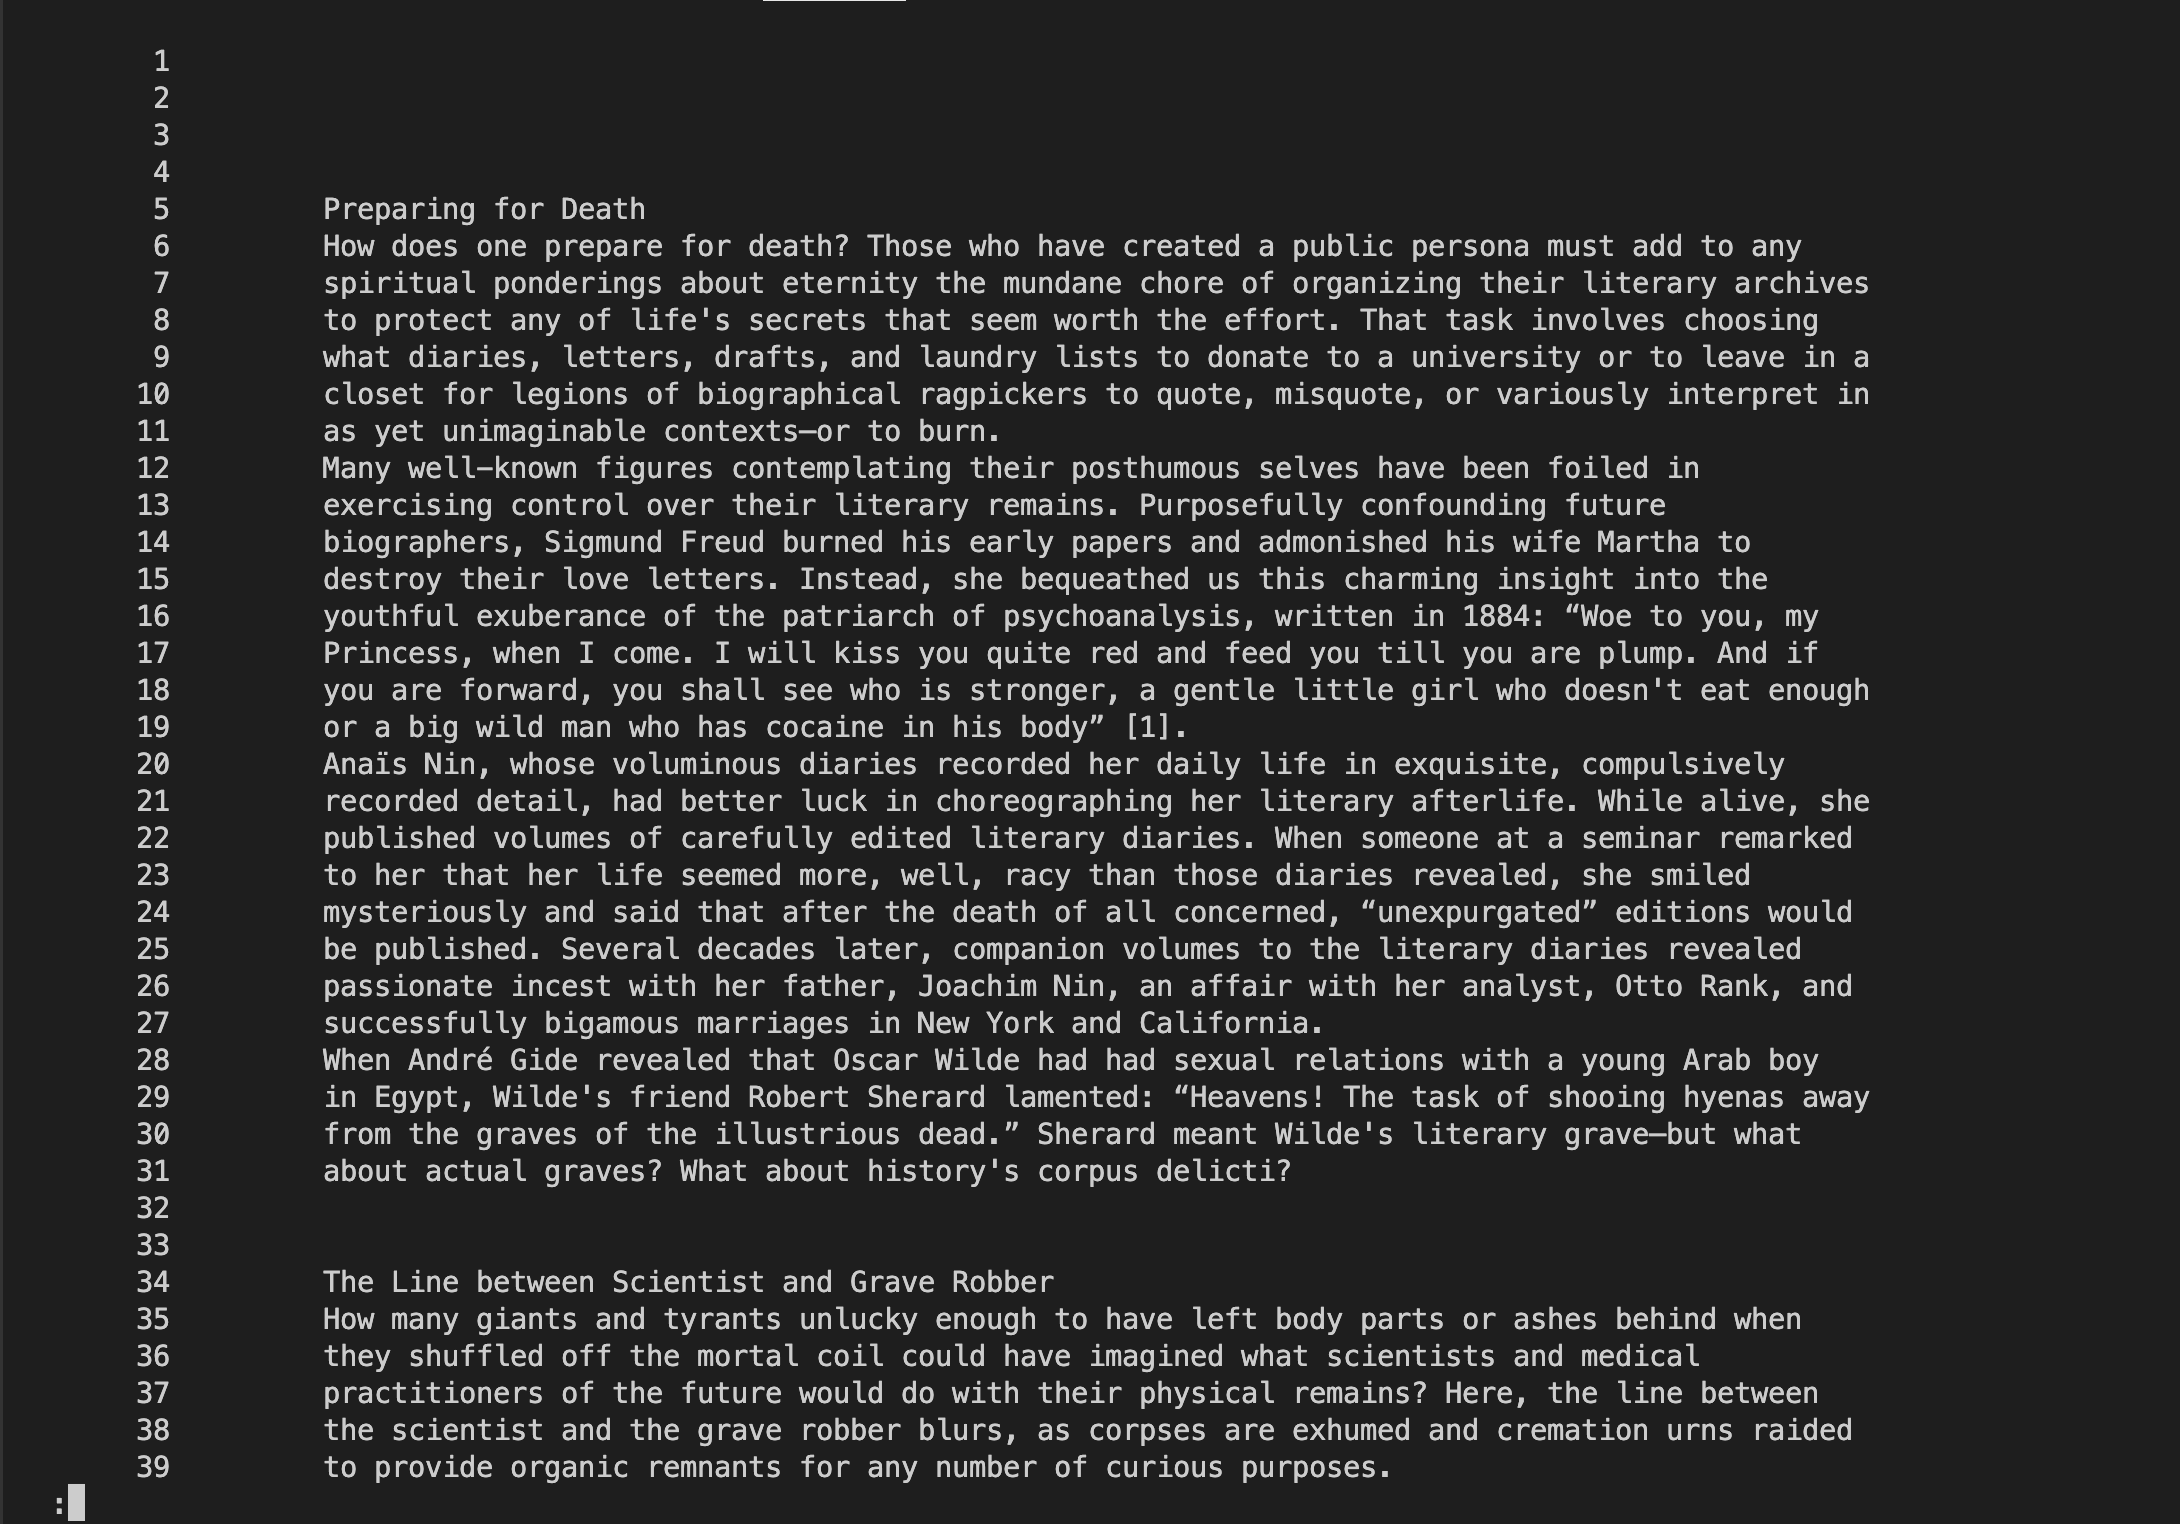 1
2
3
4
5 Preparing for Death
6 How does one prepare for death? Those who have created a public persona must add to any
7 spiritual ponderings about eternity the mundane chore of organizing their literary archives
8 to protect any of life's secrets that seem worth the effort. That task involves choosing
9 what diaries, letters, drafts, and laundry lists to donate to a university or to leave in a
10 closet for legions of biographical ragpickers to quote, misquote, or variously interpret in
11 as yet unimaginable contexts—or to burn.
12 Many well–known figures contemplating their posthumous selves have been foiled in
13 exercising control over their literary remains. Purposefully confounding future
14 biographers, Sigmund Freud burned his early papers and admonished his wife Martha to
15 destroy their love letters. Instead, she bequeathed us this charming insight into the
16 youthful exuberance of the patriarch of psychoanalysis, written in 1884: “Woe to you, my
17 Princess, when I come. I will kiss you quite red and feed you till you are plump. And if
18 you are forward, you shall see who is stronger, a gentle little girl who doesn't eat enough
19 or a big wild man who has cocaine in his body” [1].
20 Anaïs Nin, whose voluminous diaries recorded her daily life in exquisite, compulsively
21 recorded detail, had better luck in choreographing her literary afterlife. While alive, she
22 published volumes of carefully edited literary diaries. When someone at a seminar remarked
23 to her that her life seemed more, well, racy than those diaries revealed, she smiled
24 mysteriously and said that after the death of all concerned, “unexpurgated” editions would
25 be published. Several decades later, companion volumes to the literary diaries revealed
26 passionate incest with her father, Joachim Nin, an affair with her analyst, Otto Rank, and
27 successfully bigamous marriages in New York and California.
28 When André Gide revealed that Oscar Wilde had had sexual relations with a young Arab boy
29 in Egypt, Wilde's friend Robert Sherard lamented: “Heavens! The task of shooing hyenas away
30 from the graves of the illustrious dead.” Sherard meant Wilde's literary grave—but what
31 about actual graves? What about history's corpus delicti?
32
33
34 The Line between Scientist and Grave Robber
35 How many giants and tyrants unlucky enough to have left body parts or ashes behind when
36 they shuffled off the mortal coil could have imagined what scientists and medical
37 practitioners of the future would do with their physical remains? Here, the line between
38 the scientist and the grave robber blurs, as corpses are exhumed and cremation urns raided
39 to provide organic remnants for any number of curious purposes.
: